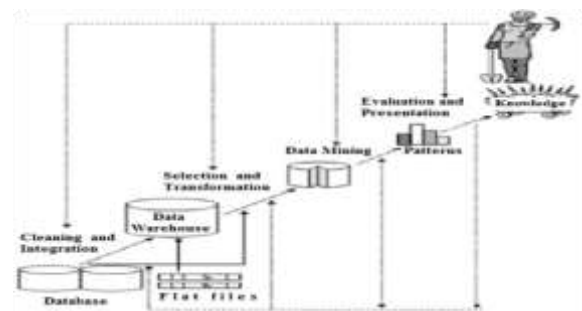 Evaluation and
Presentation
Knowledge
Data Mining
Patterns
Selection and
Transformation
Data
Warehouse
Cleaning and
Integration
Database
Flat files